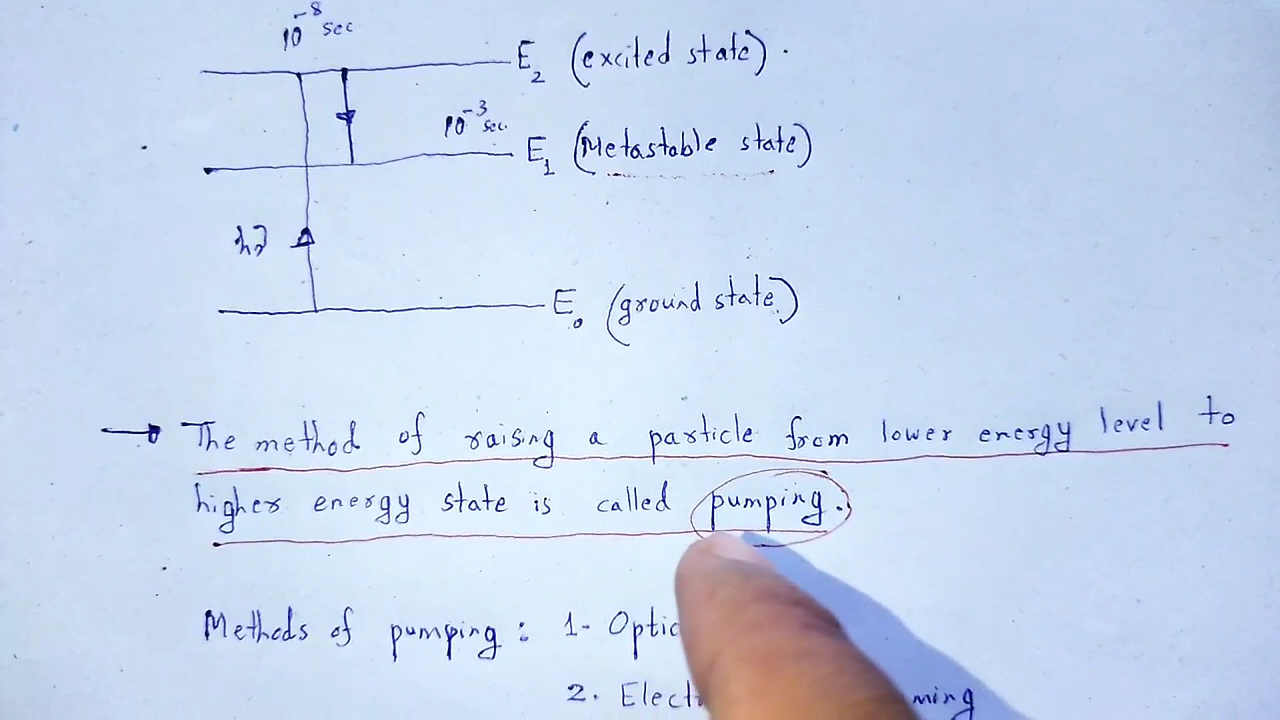 10⁻⁸ sec
E₂ (excited state).
10⁻³ sec.
E₁ (Metastable state)
hν
E₀ (ground state)
→ The method of raising a particle from lower energy level to
higher energy state is called pumping.
Methods of pumping : 1- Optic
2. Elect